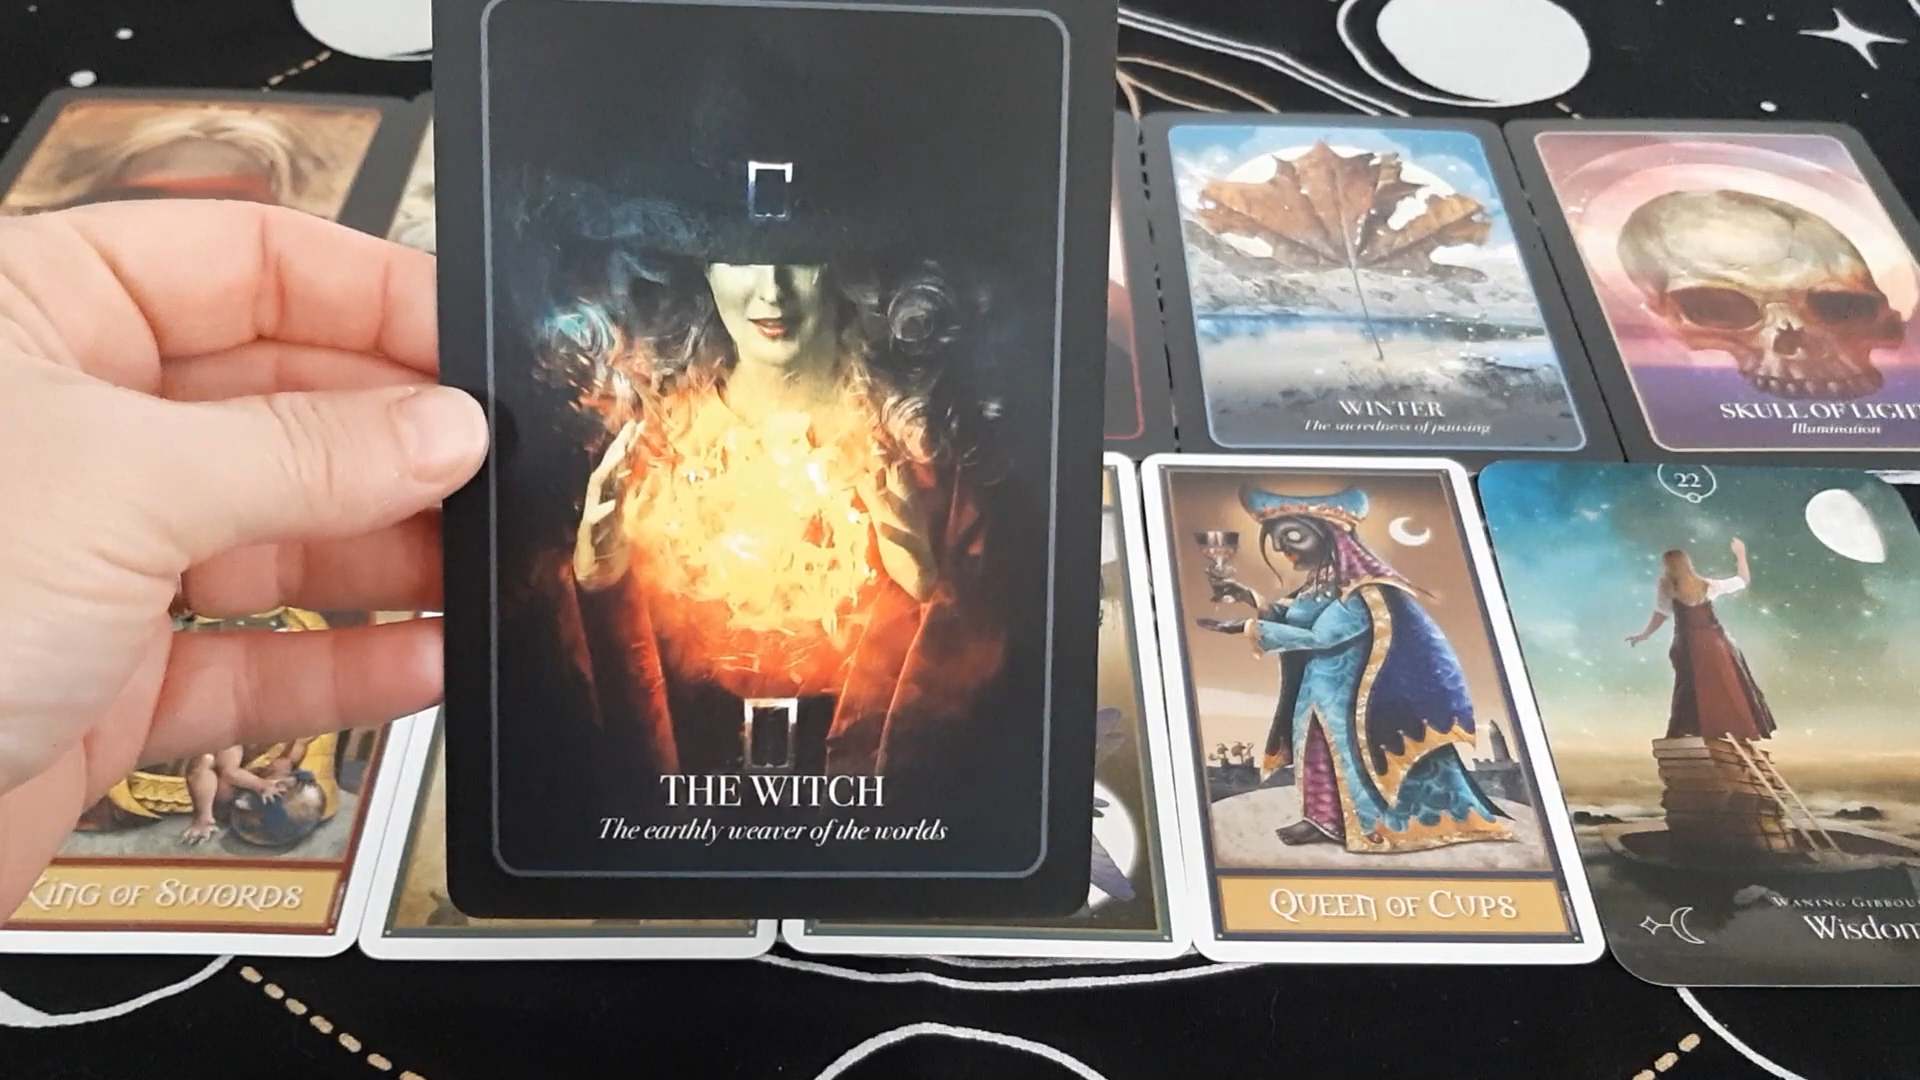 WINTER
The sacredness of pausing
SKULL OF LIGHT
Illumination
THE WITCH
The earthly weaver of the worlds
KING OF SWORDS
QUEEN OF CUPS
22
WANING GIBBOU
Wisdom